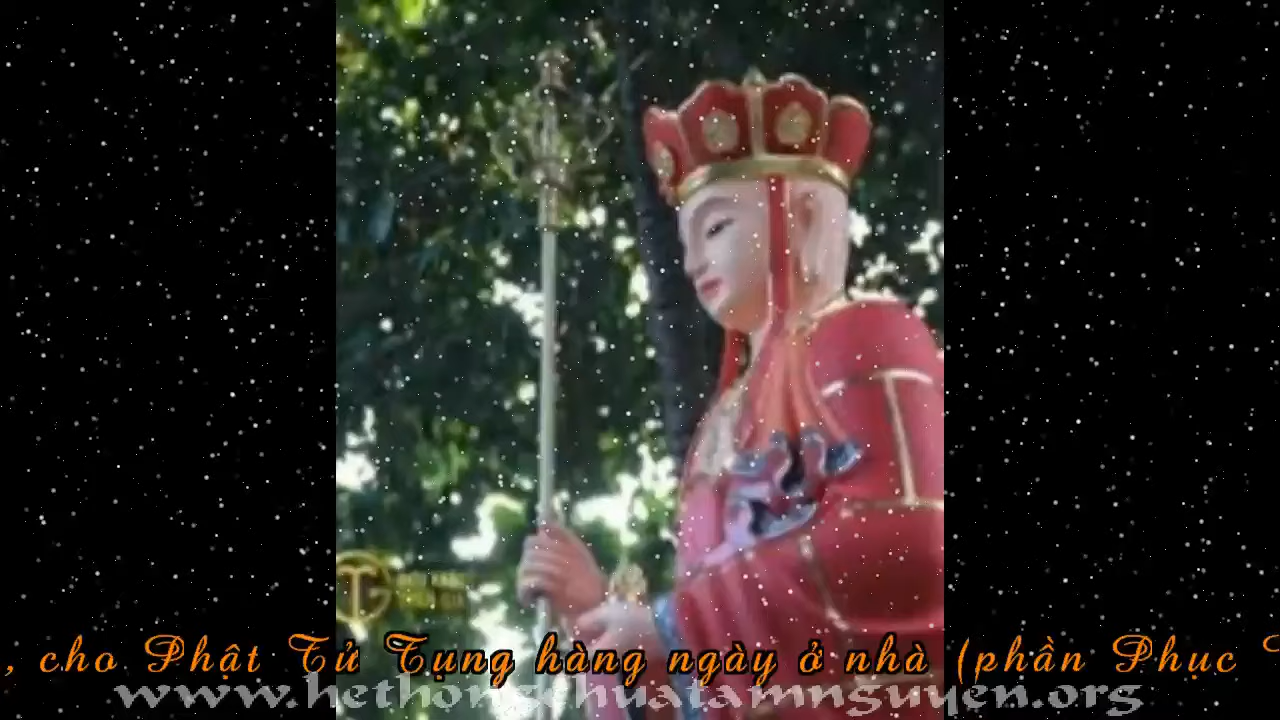 , cho Phật Tử Tụng hàng ngày ở nhà (phần Phục
www.hethongchuatamnguyen.org